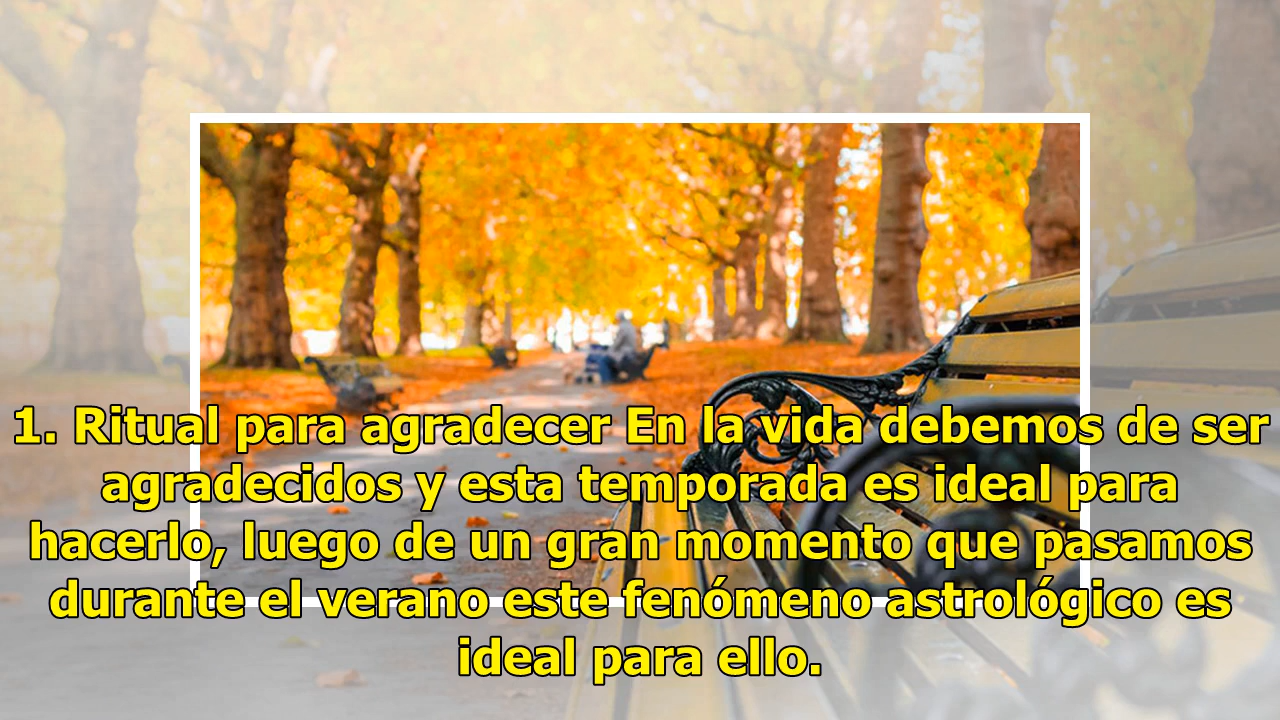 1. Ritual para agradecer En la vida debemos de ser
agradecidos y esta temporada es ideal para
hacerlo, luego de un gran momento que pasamos
durante el verano este fenómeno astrológico es
ideal para ello.